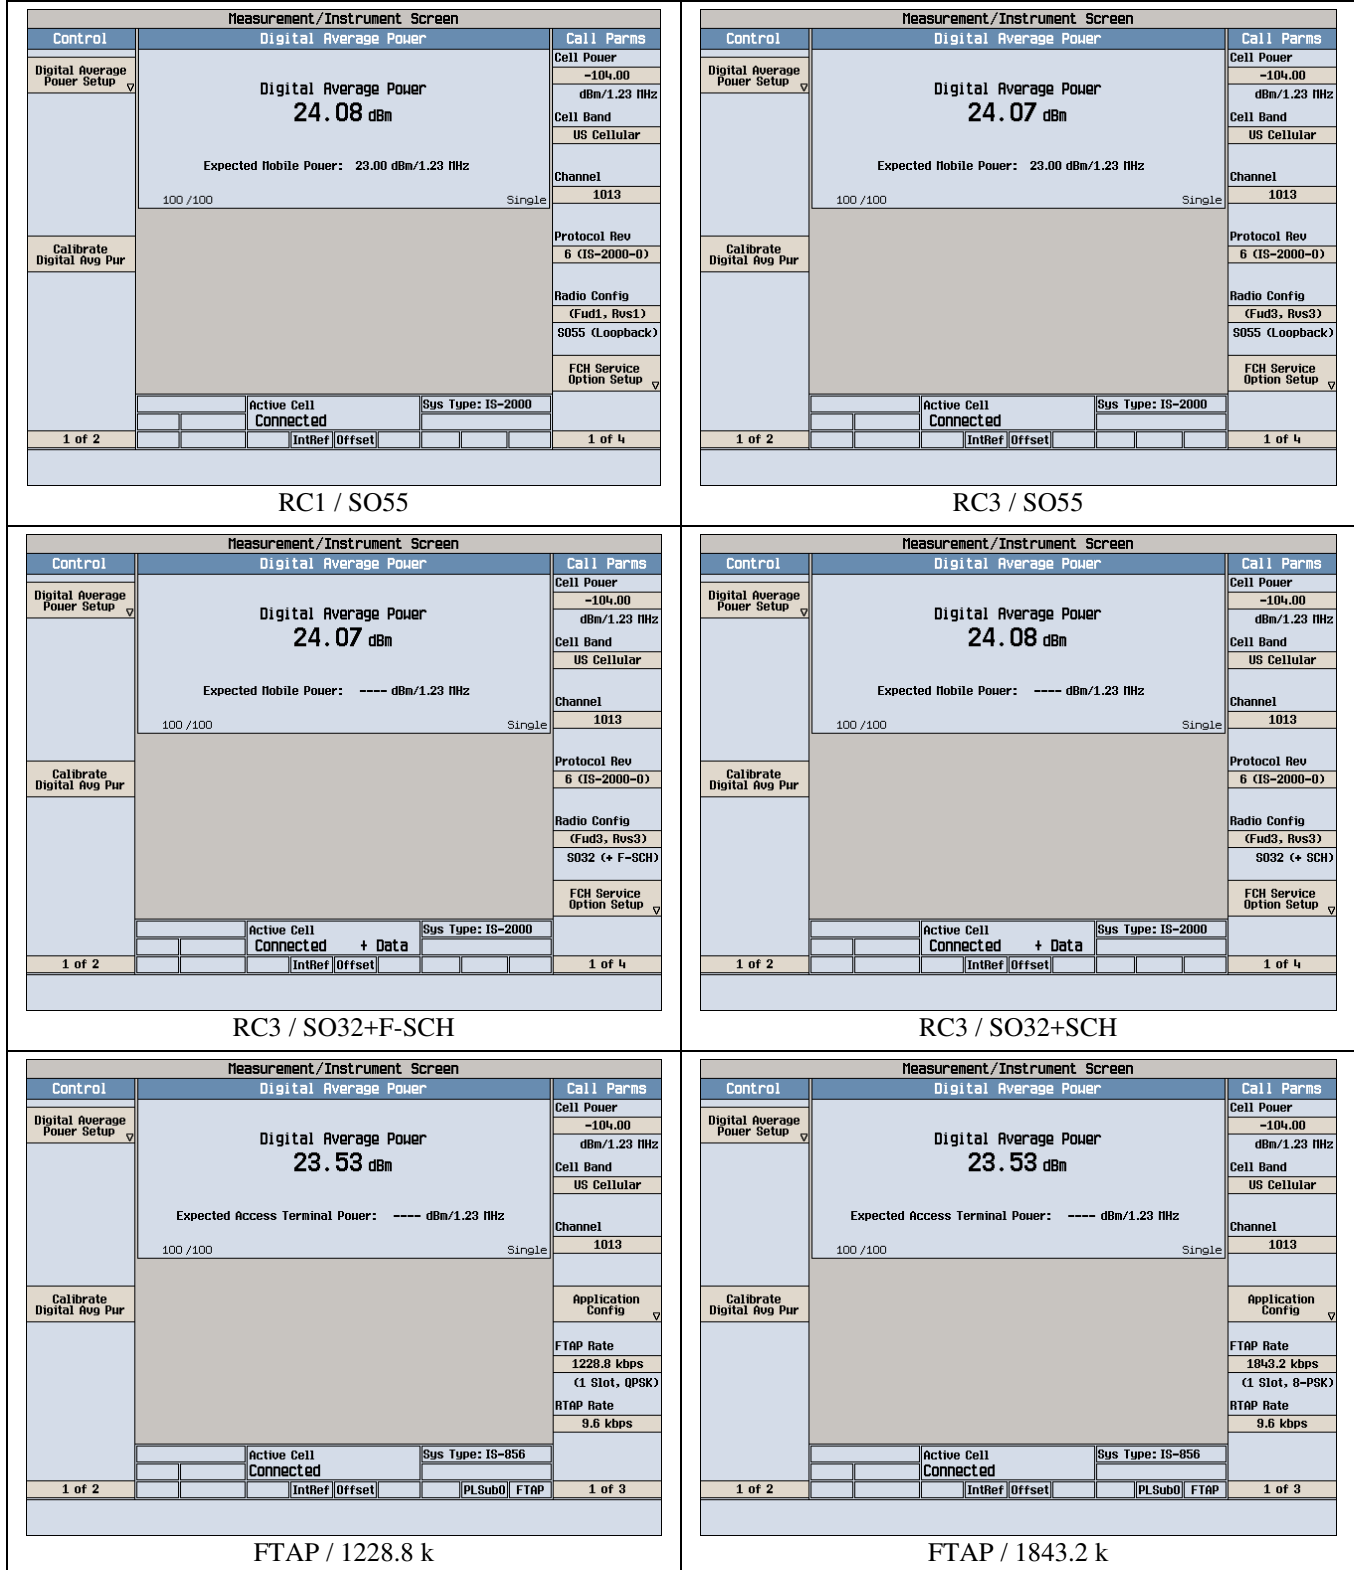 Measurement/Instrument Screen
Control
Digital Average Power
Call Parms
Digital Average
Power Setup
Digital Average Power
24.08 dBm
Expected Mobile Power: 23.00 dBm/1.23 MHz
100 /100
Single
Calibrate
Digital Avg Pwr
Cell Power
-104.00
dBm/1.23 MHz
Cell Band
US Cellular
Channel
1013
Protocol Rev
6 (IS-2000-0)
Radio Config
(Fwd1, Rvs1)
SO55 (Loopback)
FCH Service
Option Setup
Active Cell
Connected
Sys Type: IS-2000
1 of 2
IntRef Offset
1 of 4
RC1 / SO55
Measurement/Instrument Screen
Control
Digital Average Power
Call Parms
Digital Average
Power Setup
Digital Average Power
24.07 dBm
Expected Mobile Power: 23.00 dBm/1.23 MHz
100 /100
Single
Calibrate
Digital Avg Pwr
Cell Power
-104.00
dBm/1.23 MHz
Cell Band
US Cellular
Channel
1013
Protocol Rev
6 (IS-2000-0)
Radio Config
(Fwd3, Rvs3)
SO55 (Loopback)
FCH Service
Option Setup
Active Cell
Connected
Sys Type: IS-2000
1 of 2
IntRef Offset
1 of 4
RC3 / SO55
Measurement/Instrument Screen
Control
Digital Average Power
Call Parms
Digital Average
Power Setup
Digital Average Power
24.07 dBm
Expected Mobile Power: ---- dBm/1.23 MHz
100 /100
Single
Calibrate
Digital Avg Pwr
Cell Power
-104.00
dBm/1.23 MHz
Cell Band
US Cellular
Channel
1013
Protocol Rev
6 (IS-2000-0)
Radio Config
(Fwd3, Rvs3)
SO32 (+ F-SCH)
FCH Service
Option Setup
Active Cell
Connected + Data
Sys Type: IS-2000
1 of 2
IntRef Offset
1 of 4
RC3 / SO32+F-SCH
Measurement/Instrument Screen
Control
Digital Average Power
Call Parms
Digital Average
Power Setup
Digital Average Power
24.08 dBm
Expected Mobile Power: ---- dBm/1.23 MHz
100 /100
Single
Calibrate
Digital Avg Pwr
Cell Power
-104.00
dBm/1.23 MHz
Cell Band
US Cellular
Channel
1013
Protocol Rev
6 (IS-2000-0)
Radio Config
(Fwd3, Rvs3)
SO32 (+ SCH)
FCH Service
Option Setup
Active Cell
Connected + Data
Sys Type: IS-2000
1 of 2
IntRef Offset
1 of 4
RC3 / SO32+SCH
Measurement/Instrument Screen
Control
Digital Average Power
Call Parms
Digital Average
Power Setup
Digital Average Power
23.53 dBm
Expected Access Terminal Power: ---- dBm/1.23 MHz
100 /100
Single
Calibrate
Digital Avg Pwr
Cell Power
-104.00
dBm/1.23 MHz
Cell Band
US Cellular
Channel
1013
Application
Config
FTAP Rate
1228.8 kbps
(1 Slot, QPSK)
RTAP Rate
9.6 kbps
Active Cell
Connected
Sys Type: IS-856
1 of 2
IntRef Offset
PLSub0 FTAP
1 of 3
FTAP / 1228.8 k
Measurement/Instrument Screen
Control
Digital Average Power
Call Parms
Digital Average
Power Setup
Digital Average Power
23.53 dBm
Expected Access Terminal Power: ---- dBm/1.23 MHz
100 /100
Single
Calibrate
Digital Avg Pwr
Cell Power
-104.00
dBm/1.23 MHz
Cell Band
US Cellular
Channel
1013
Application
Config
FTAP Rate
1843.2 kbps
(1 Slot, 8-PSK)
RTAP Rate
9.6 kbps
Active Cell
Connected
Sys Type: IS-856
1 of 2
IntRef Offset
PLSub0 FTAP
1 of 3
FTAP / 1843.2 k